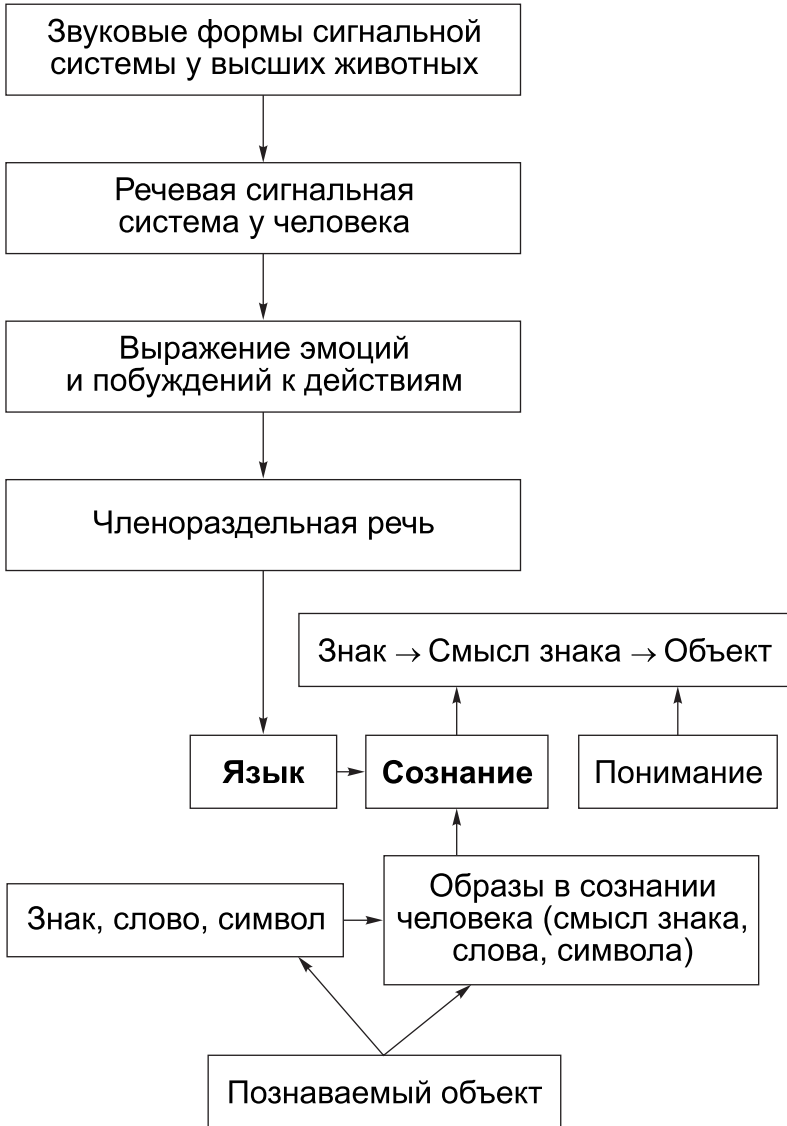 Звуковые формы сигнальной
системы у высших животных
Речевая сигнальная
система у человека
Выражение эмоций
и побуждений к действиям
Членораздельная речь
Знак → Смысл знака → Объект
Язык
Сознание
Понимание
Знак, слово, символ
Образы в сознании
человека (смысл знака,
слова, символа)
Познаваемый объект